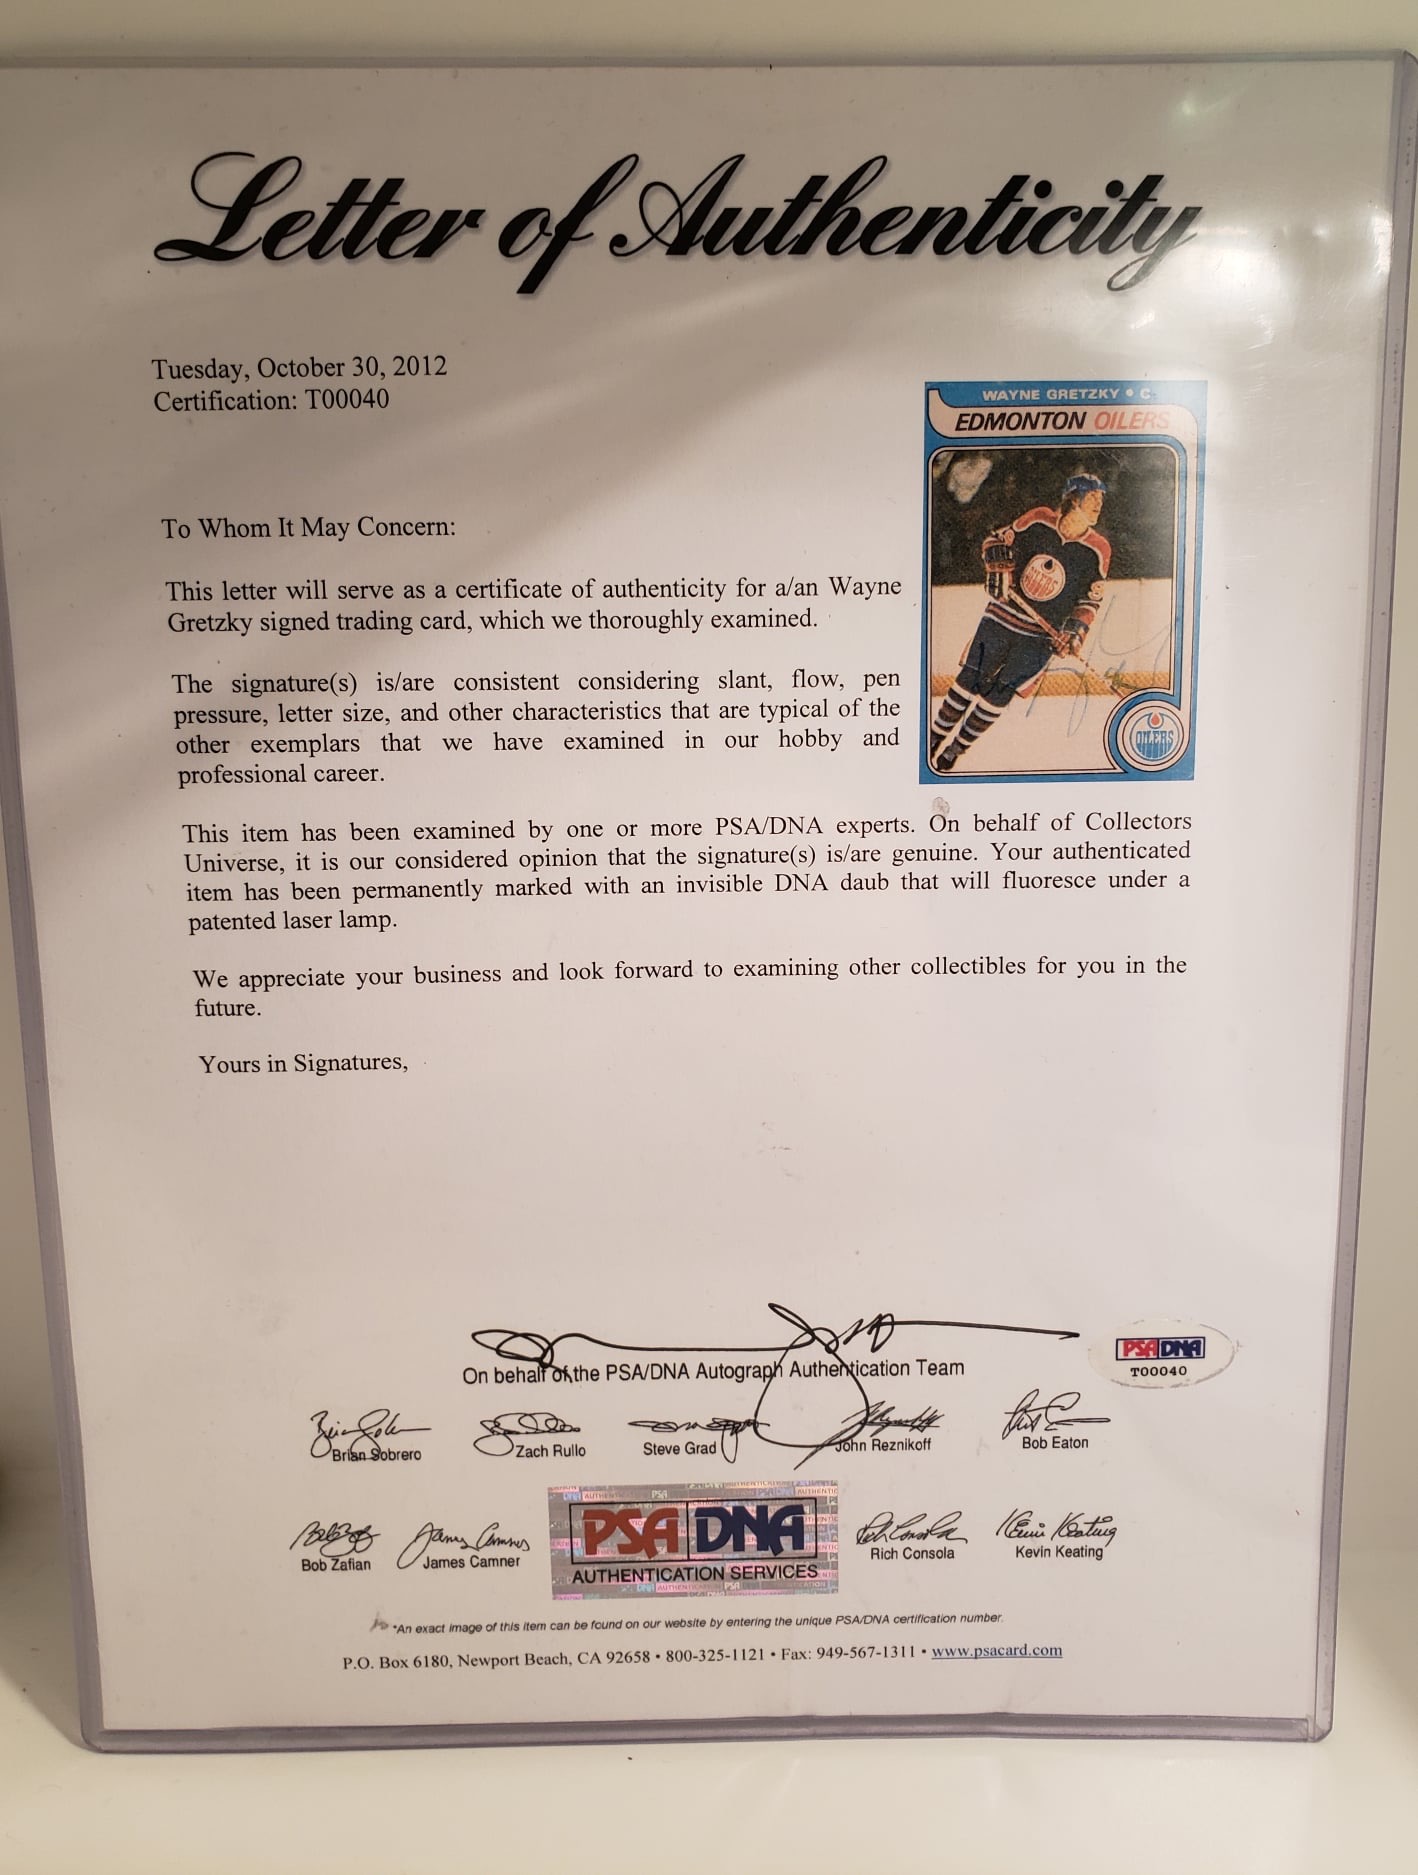 Letter of Authenticity
Tuesday, October 30, 2012
Certification: T00040
WAYNE GRETZKY • C
EDMONTON OILERS
OILERS
OILERS
To Whom It May Concern:
This letter will serve as a certificate of authenticity for a/an Wayne
Gretzky signed trading card, which we thoroughly examined.
The signature(s) is/are consistent considering slant, flow, pen
pressure, letter size, and other characteristics that are typical of the
other exemplars that we have examined in our hobby and
professional career.
This item has been examined by one or more PSA/DNA experts. On behalf of Collectors
Universe, it is our considered opinion that the signature(s) is/are genuine. Your authenticated
item has been permanently marked with an invisible DNA daub that will fluoresce under a
patented laser lamp.
We appreciate your business and look forward to examining other collectibles for you in the
future.
Yours in Signatures,
On behalf of the PSA/DNA Autograph Authentication Team
PSA DNA
T00040
Brian Sobrero Zach Rullo Steve Grad John Reznikoff Bob Eaton
Bob Zafian James Camner Rich Consola Kevin Keating
PSA DNA
AUTHENTICATION SERVICES
*An exact image of this item can be found on our website by entering the unique PSA/DNA certification number.
P.O. Box 6180, Newport Beach, CA 92658 • 800-325-1121 • Fax: 949-567-1311 • www.psacard.com